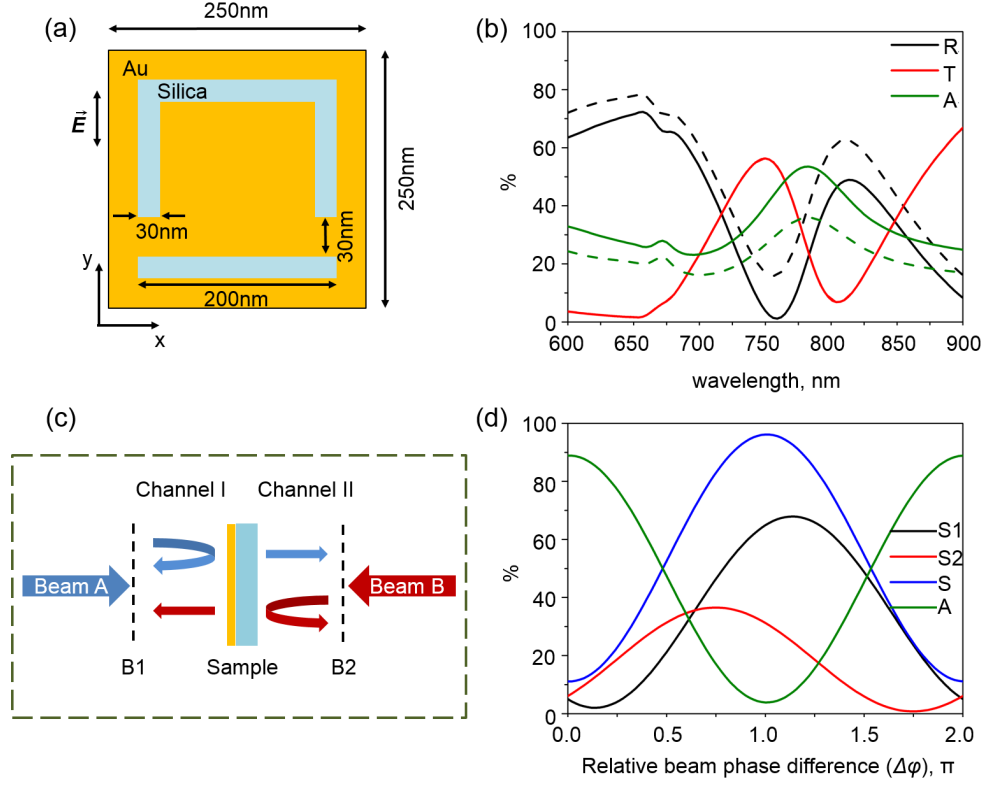 (a)
250nm
Au
Silica
E
30nm
30nm
200nm
250nm
y
x
(b)
R
T
A
100
80
60
40
20
0
%
600
650
700
750
800
850
900
wavelength, nm
(c)
Channel I
Channel II
Beam A
Beam B
B1
Sample
B2
(d)
S1
S2
S
A
100
80
60
40
20
0
%
0.0
0.5
1.0
1.5
2.0
Relative beam phase difference (Δφ), π